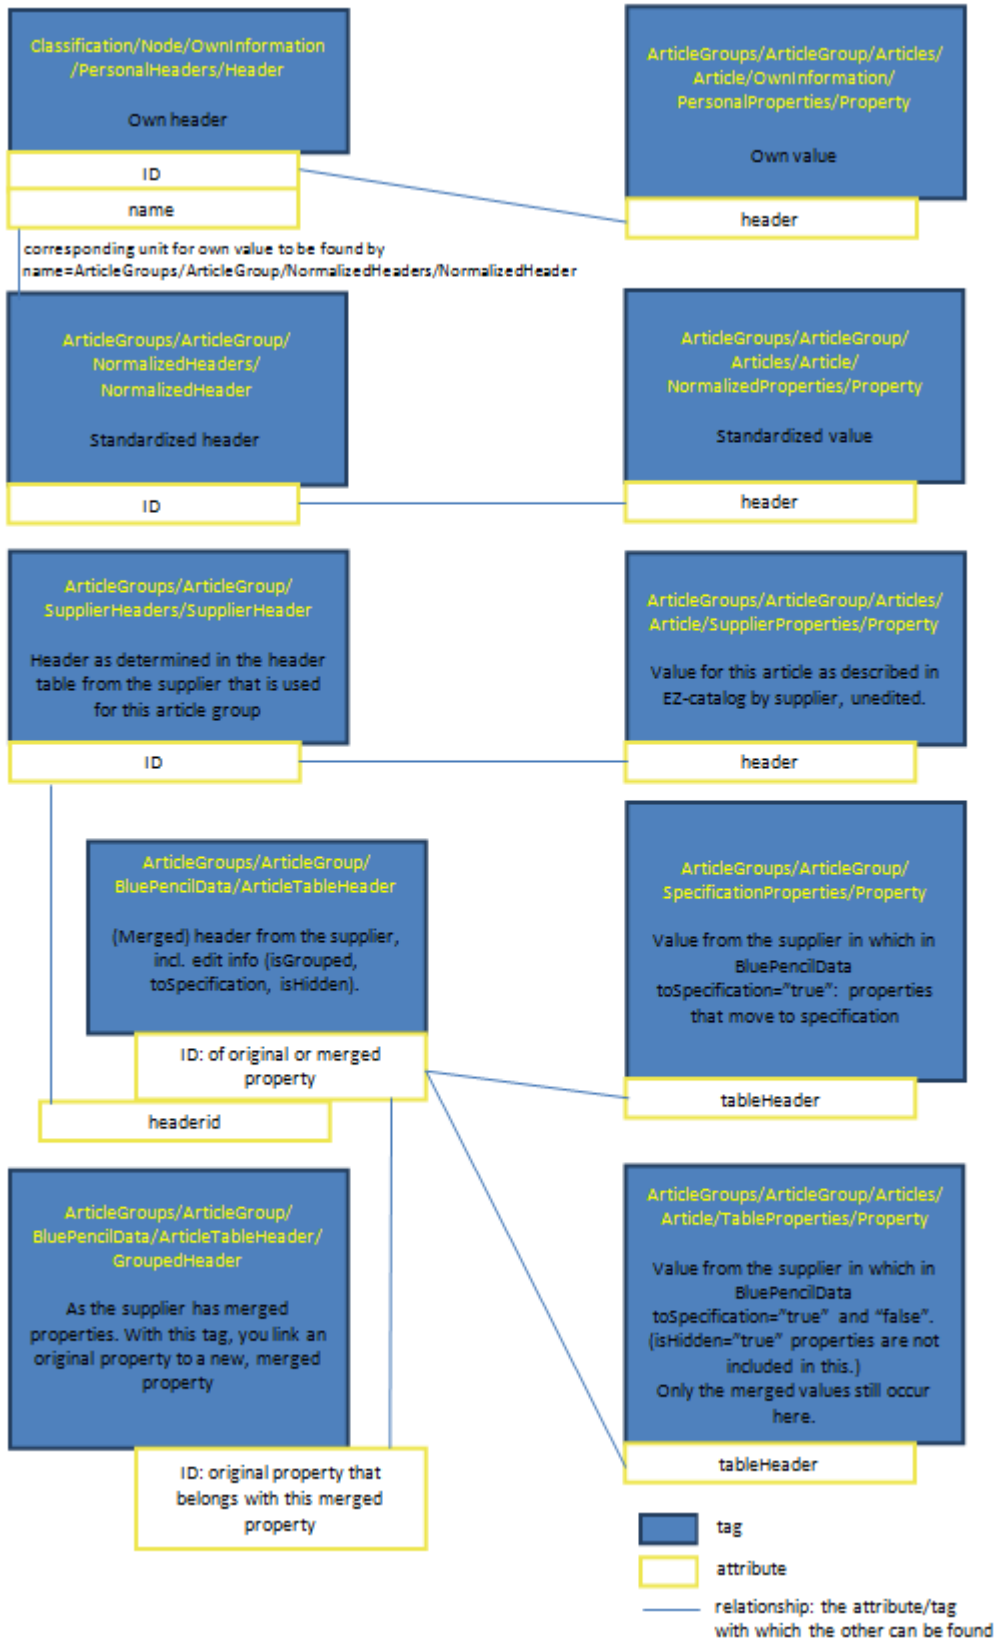 Classification/Node/OwnInformation
/PersonalHeaders/Header
Own header
ID
name
ArticleGroups/ArticleGroup/Articles/
Article/OwnInformation/
PersonalProperties/Property
Own value
header
corresponding unit for own value to be found by
name=ArticleGroups/ArticleGroup/NormalizedHeaders/NormalizedHeader
ArticleGroups/ArticleGroup/
NormalizedHeaders/
NormalizedHeader
Standardized header
ID
ArticleGroups/ArticleGroup/
Articles/Article/
NormalizedProperties/Property
Standardized value
header
ArticleGroups/ArticleGroup/
SupplierHeaders/SupplierHeader
Header as determined in the header
table from the supplier that is used
for this article group
ID
ArticleGroups/ArticleGroup/Articles/
Article/SupplierProperties/Property
Value for this article as described in
EZ-catalog by supplier, unedited.
header
ArticleGroups/ArticleGroup/
BluePencilData/ArticleTableHeader
(Merged) header from the supplier,
incl. edit info (isGrouped,
toSpecification, isHidden).
ID: of original or merged
property
headerid
ArticleGroups/ArticleGroup/
SpecificationProperties/Property
Value from the supplier in which in
BluePencilData
toSpecification=”true”: properties
that move to specification
tableHeader
ArticleGroups/ArticleGroup/
BluePencilData/ArticleTableHeader/
GroupedHeader
As the supplier has merged
properties. With this tag, you link an
original property to a new, merged
property
ID: original property that
belongs with this merged
property
ArticleGroups/ArticleGroup/Articles/
Article/TableProperties/Property
Value from the supplier in which in
BluePencilData
toSpecification=”true” and “false”.
(isHidden=”true” properties are not
included in this.)
Only the merged values still occur
here.
tableHeader
tag
attribute
relationship: the attribute/tag
with which the other can be found